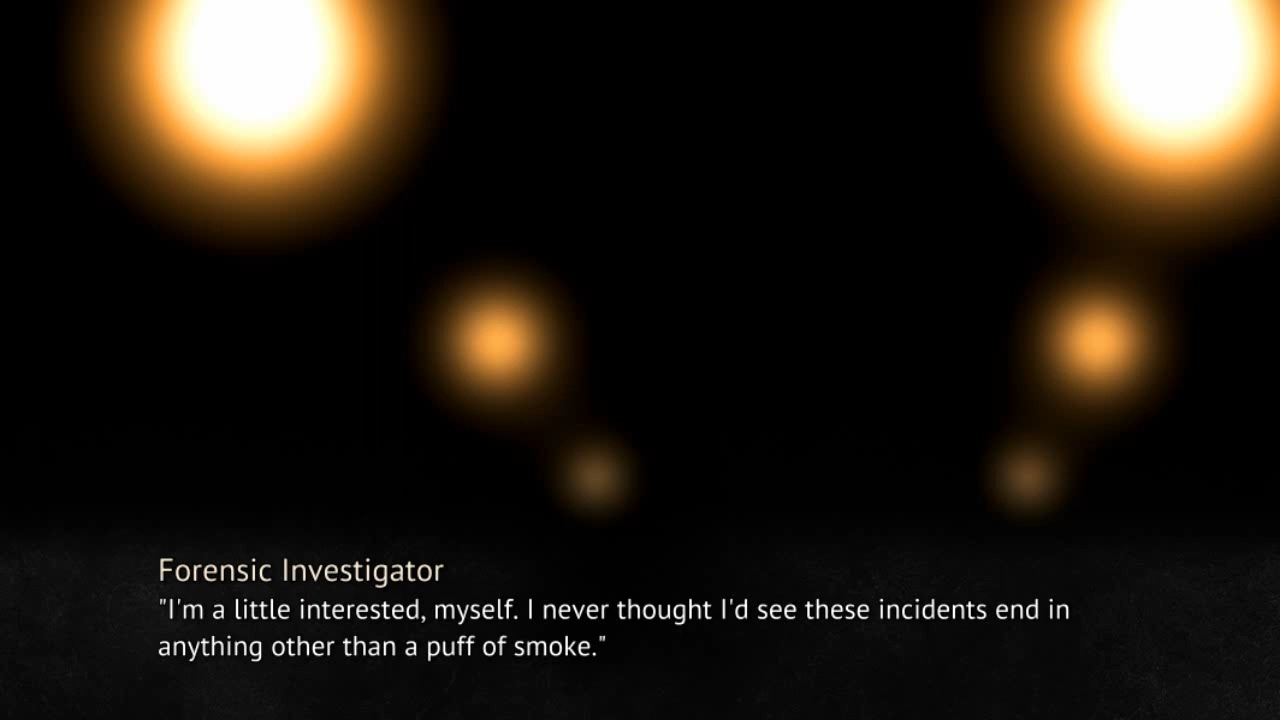 Forensic Investigator
"I'm a little interested, myself. I never thought I'd see these incidents end in
anything other than a puff of smoke."